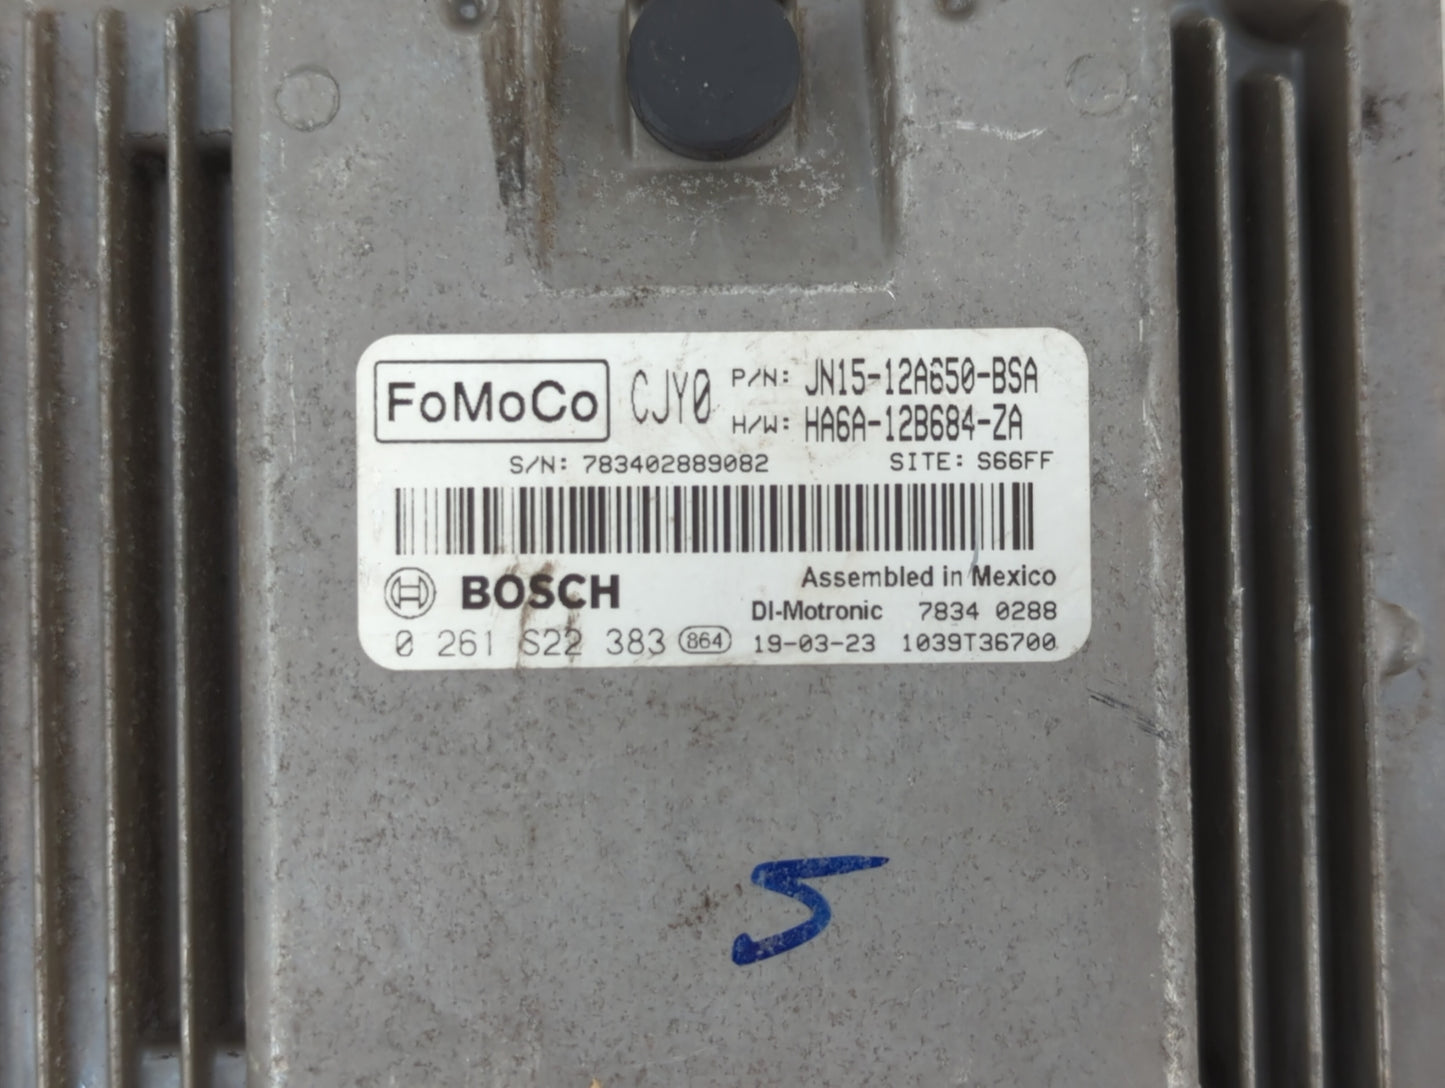 FoMoCo CJY0 P/N: JN15-12A650-BSA
H/W: HA6A-12B684-ZA
S/N: 783402889082 SITE: S66FF
BOSCH Assembled in Mexico
DI-Motronic 7834 0288
0 261 S22 383 864 19-03-23 1039T36700
5